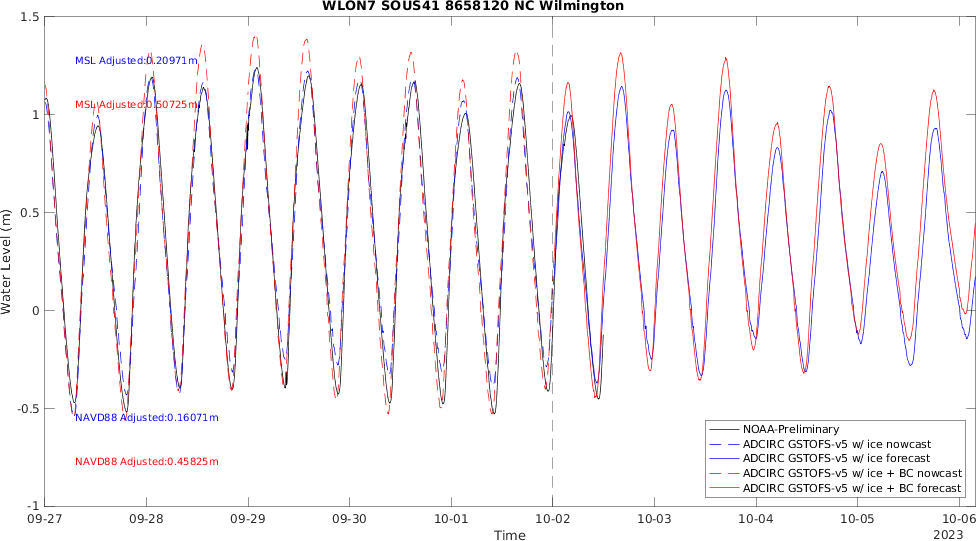 WLON7 SOUS41 8658120 NC Wilmington
1.5
1
0.5
0
-0.5
-1
Water Level (m)
MSL Adjusted:0.20971m
MSL Adjusted:0.50725m
NAVD88 Adjusted:0.16071m
NAVD88 Adjusted:0.45825m
NOAA-Preliminary
ADCIRC GSTOFS-v5 w/ ice nowcast
ADCIRC GSTOFS-v5 w/ ice forecast
ADCIRC GSTOFS-v5 w/ ice + BC nowcast
ADCIRC GSTOFS-v5 w/ ice + BC forecast
09-27 09-28 09-29 09-30 10-01 10-02 10-03 10-04 10-05 10-06
Time
2023